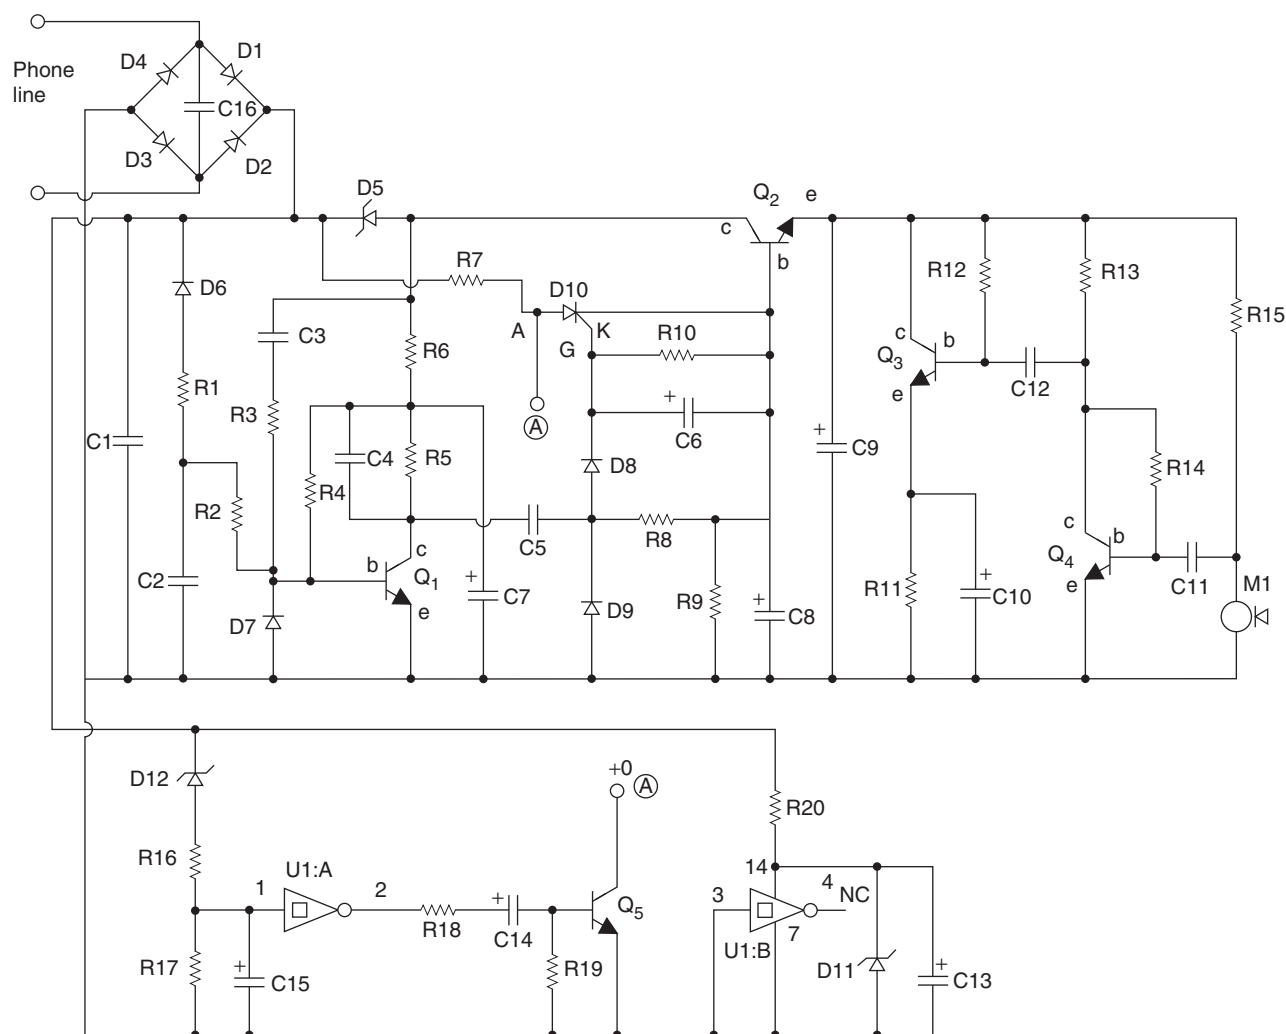 Phone
line
D4
D1
C16
D3
D2
D5
Q2
e
c
b
R7
D10
A
K
G
R10
A
+
C6
D6
C3
R6
R1
R3
C1
R4
C4
R5
D8
R2
C5
R8
C2
b
c
Q1
e
+
C7
D7
D9
R9
+
C8
+
C9
R12
R13
R15
c
b
Q3
e
C12
R14
R11
+
C10
c
b
Q4
e
C11
M1
D12
+0
A
R20
R16
U1:A
1
2
+
R18
C14
Q5
R17
+
C15
R19
14
3
4
NC
7
U1:B
D11
+
C13